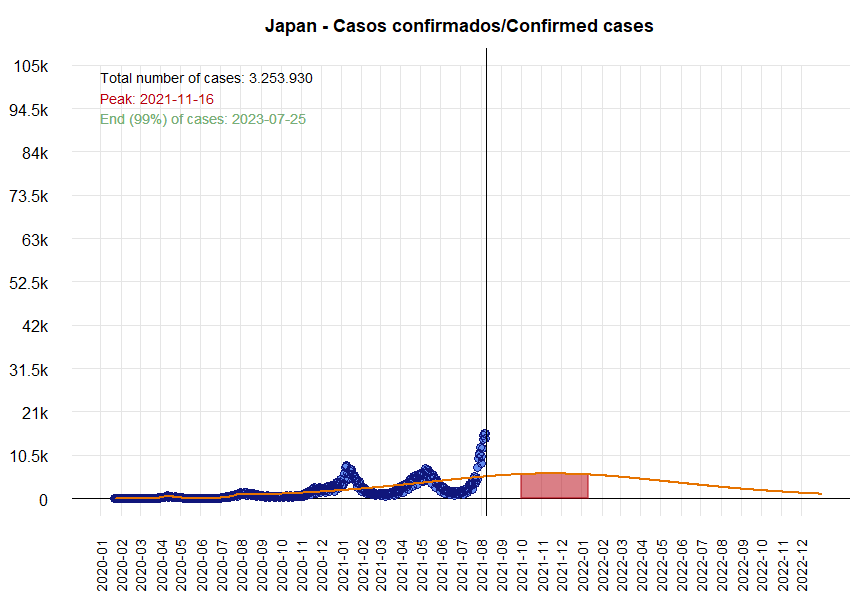 Japan - Casos confirmados/Confirmed cases
105k
Total number of cases: 3.253.930
Peak: 2021-11-16
94.5k
End (99%) of cases: 2023-07-25
84k
73.5k
63k
52.5k
42k
31.5k
21k
10.5k
0
2020-01
2020-02
2020-03
2020-04
2020-05
2020-06
2020-07
2020-08
2020-09
2020-10
2020-11
2020-12
2021-01
2021-02
2021-03
2021-04
2021-05
2021-06
2021-07
2021-08
2021-09
2021-10
2021-11
2021-12
2022-01
2022-02
2022-03
2022-04
2022-05
2022-06
2022-07
2022-08
2022-09
2022-10
2022-11
2022-12